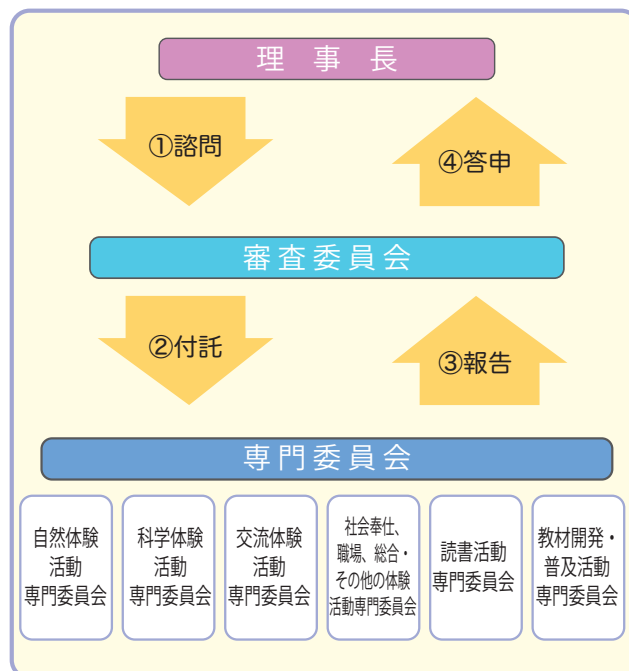 理事長
①諮問
④答申
審査委員会
②付託
③報告
専門委員会
自然体験
活動
専門委員会
科学体験
活動
専門委員会
交流体験
活動
専門委員会
社会奉仕、
職場、総合・
その他の体験
活動専門委員会
読書活動
専門委員会
教材開発・
普及活動
専門委員会